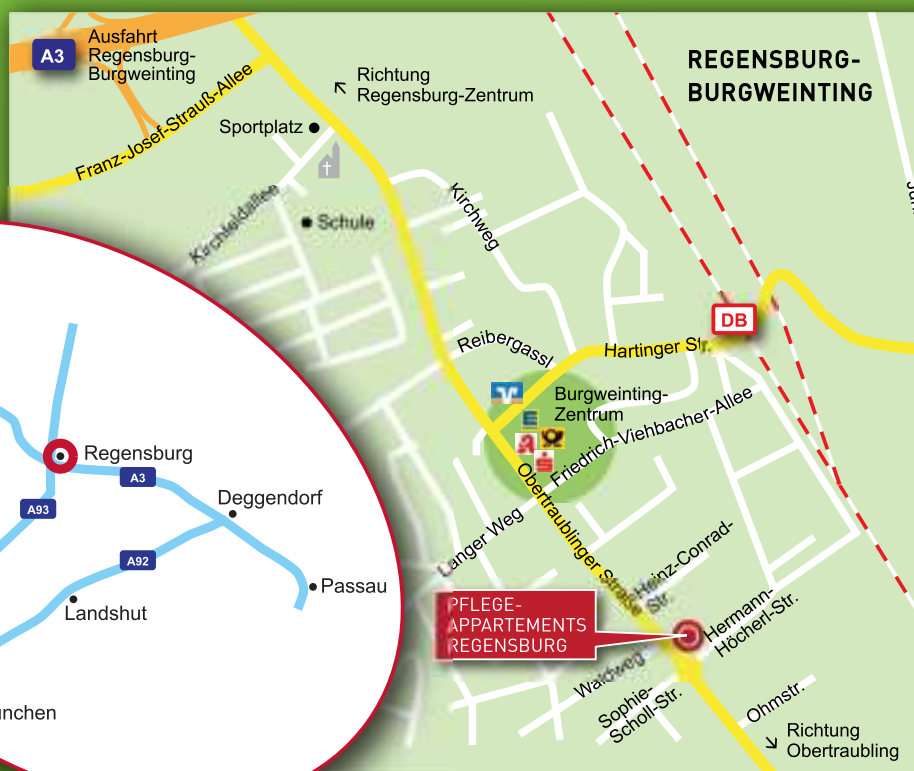 A3
Ausfahrt
Regensburg-
Burgweinting
Franz-Josef-Strauß-Allee
Richtung
Regensburg-Zentrum
REGENSBURG-
BURGWEINTING
Sportplatz
Kirchfeldallee
Schule
Kirchweg
DB
Reibergassl
Hartinger Str.
Burgweinting-
Zentrum
E
Friedrich-Viehbacher-Allee
Obertraublinger Straße
Langer Weg
Heinz-Conrad-
Str.
PFLEGE-
APPARTEMENTS
REGENSBURG
Hermann-
Höcherl-Str.
Waldweg
Sophie-
Scholl-Str.
Ohmstr.
Richtung
Obertraubling
Regensburg
A3
A93
Deggendorf
A92
Passau
Landshut